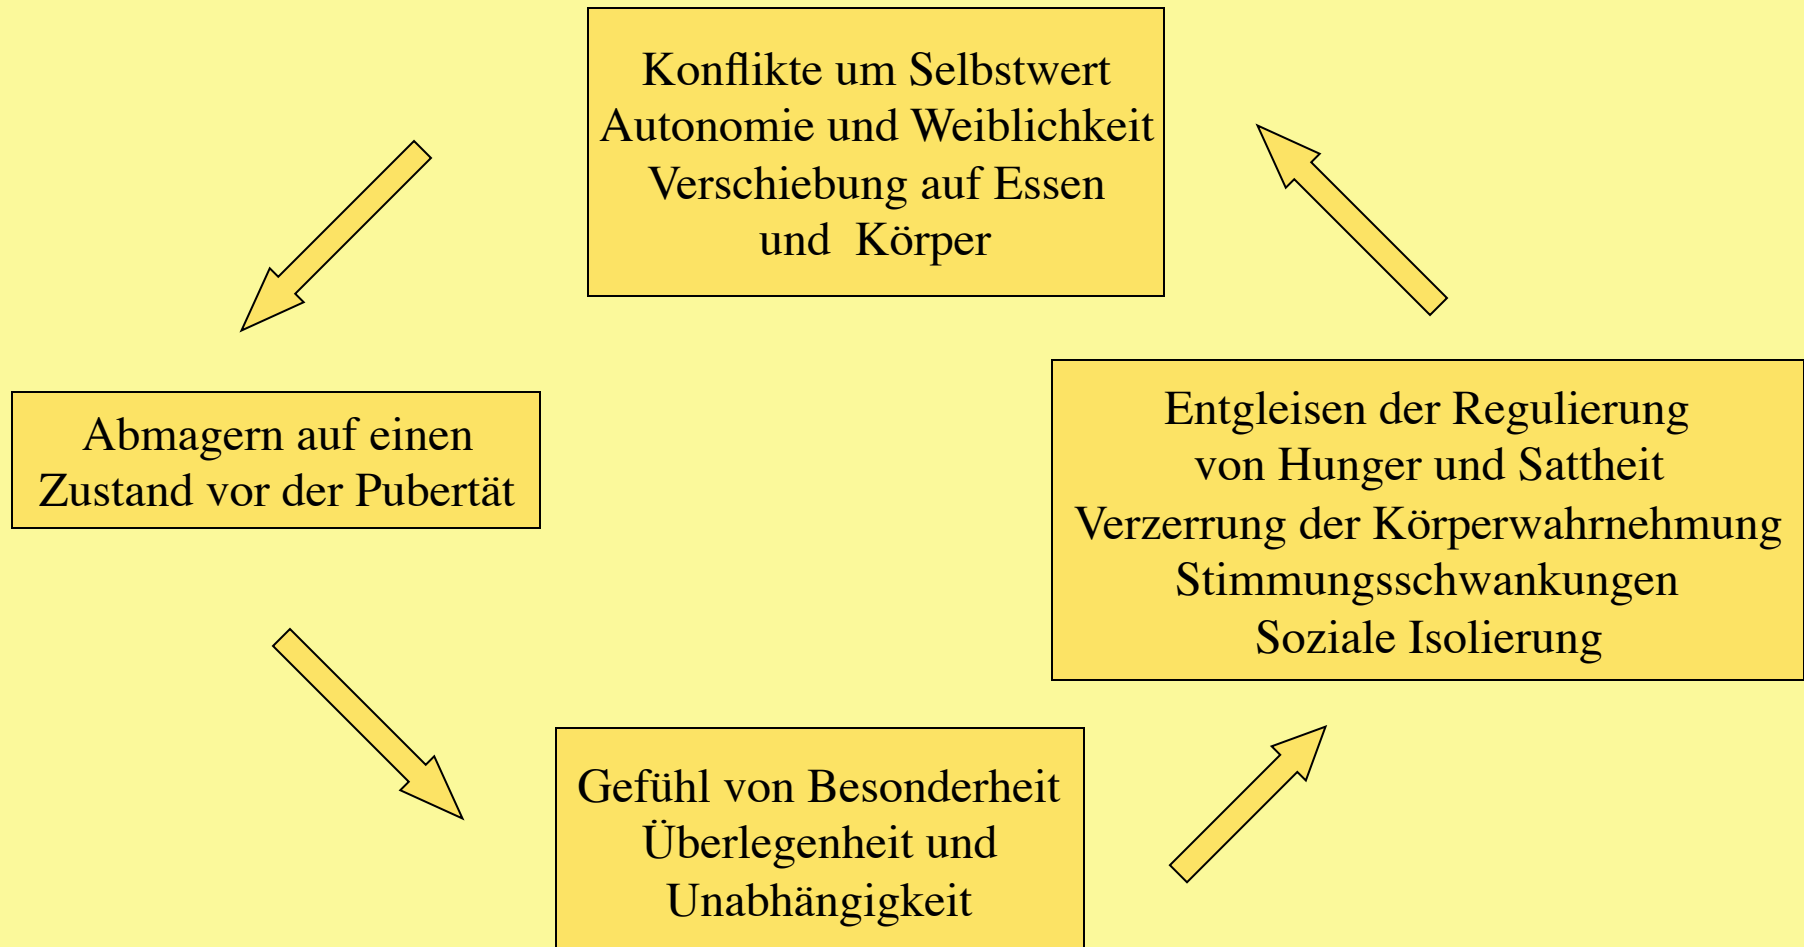 Konflikte um Selbstwert
Autonomie und Weiblichkeit
Verschiebung auf Essen
und  Körper
Abmagern auf einen
Zustand vor der Pubertät
Gefühl von Besonderheit
Überlegenheit und
Unabhängigkeit
Entgleisen der Regulierung
von Hunger und Sattheit
Verzerrung der Körperwahrnehmung
Stimmungsschwankungen
Soziale Isolierung